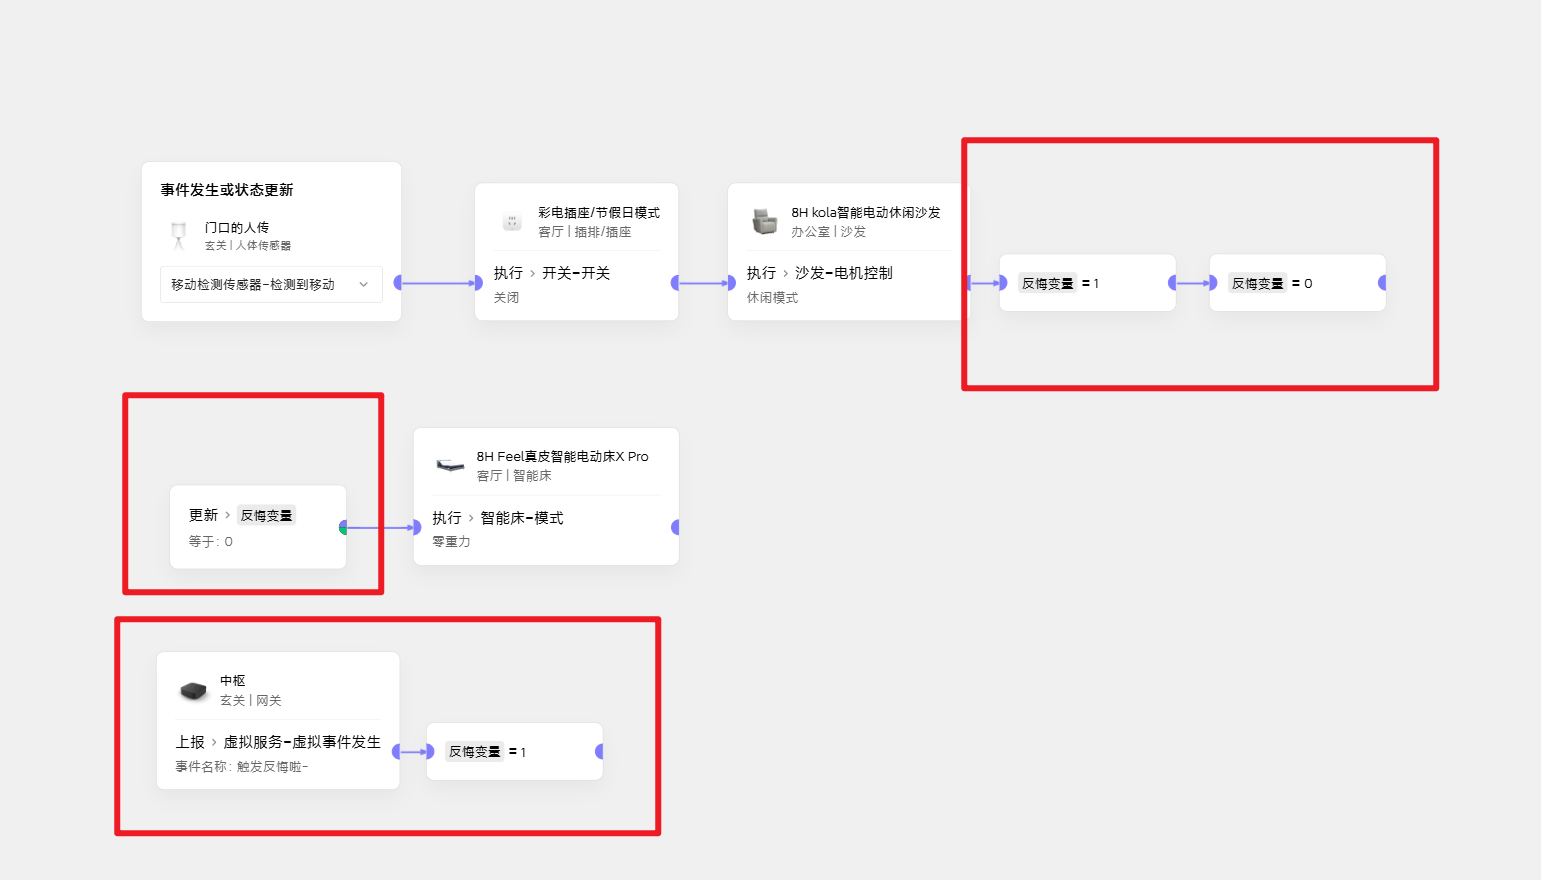 事件发生或状态更新
门口的人传
玄关 | 人体传感器
移动检测传感器-检测到移动
彩电插座/节假日模式
客厅 | 插排/插座
执行 › 开关-开关
关闭
8H kola智能电动休闲沙发
办公室 | 沙发
执行 › 沙发-电机控制
休闲模式
反悔变量 = 1
反悔变量 = 0
更新 › 反悔变量
等于: 0
8H Feel真皮智能电动床X Pro
客厅 | 智能床
执行 › 智能床-模式
零重力
中枢
玄关 | 网关
上报 › 虚拟服务-虚拟事件发生
事件名称: 触发反悔啦~
反悔变量 = 1